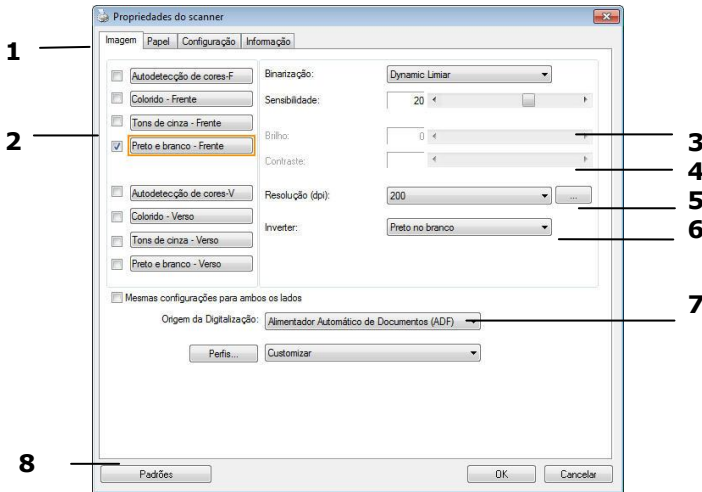 Propriedades do scanner
Imagem Papel Configuração Informação
1
Autodetecção de cores-F
Binarização: Dynamic Limiar
Colorido - Frente
Sensibilidade: 20
Tons de cinza - Frente
2
Preto e branco - Frente
Brilho: 0
3
Contraste:
4
Autodetecção de cores-V
Resolução (dpi): 200 ...
5
Colorido - Verso
Inverter: Preto no branco
6
Tons de cinza - Verso
Preto e branco - Verso
Mesmas configurações para ambos os lados
7
Origem da Digitalização: Alimentador Automático de Documentos (ADF)
Perfis... Customizar
8
Padrões OK Cancelar